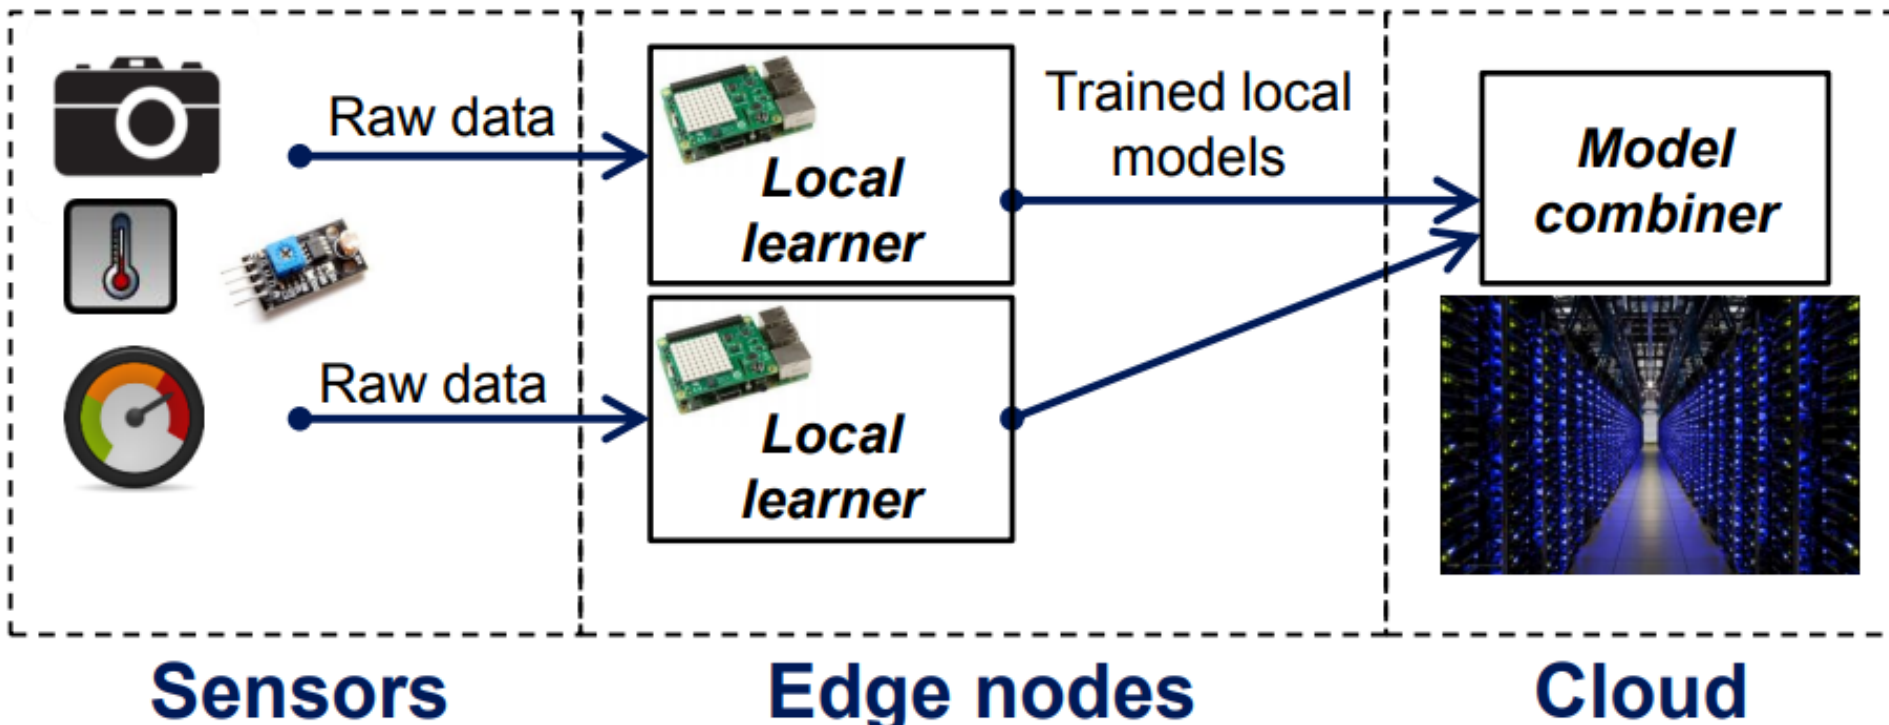 Raw data
Local
learner
Trained local
models
Model
combiner
Raw data
Local
learner
Sensors
Edge nodes
Cloud